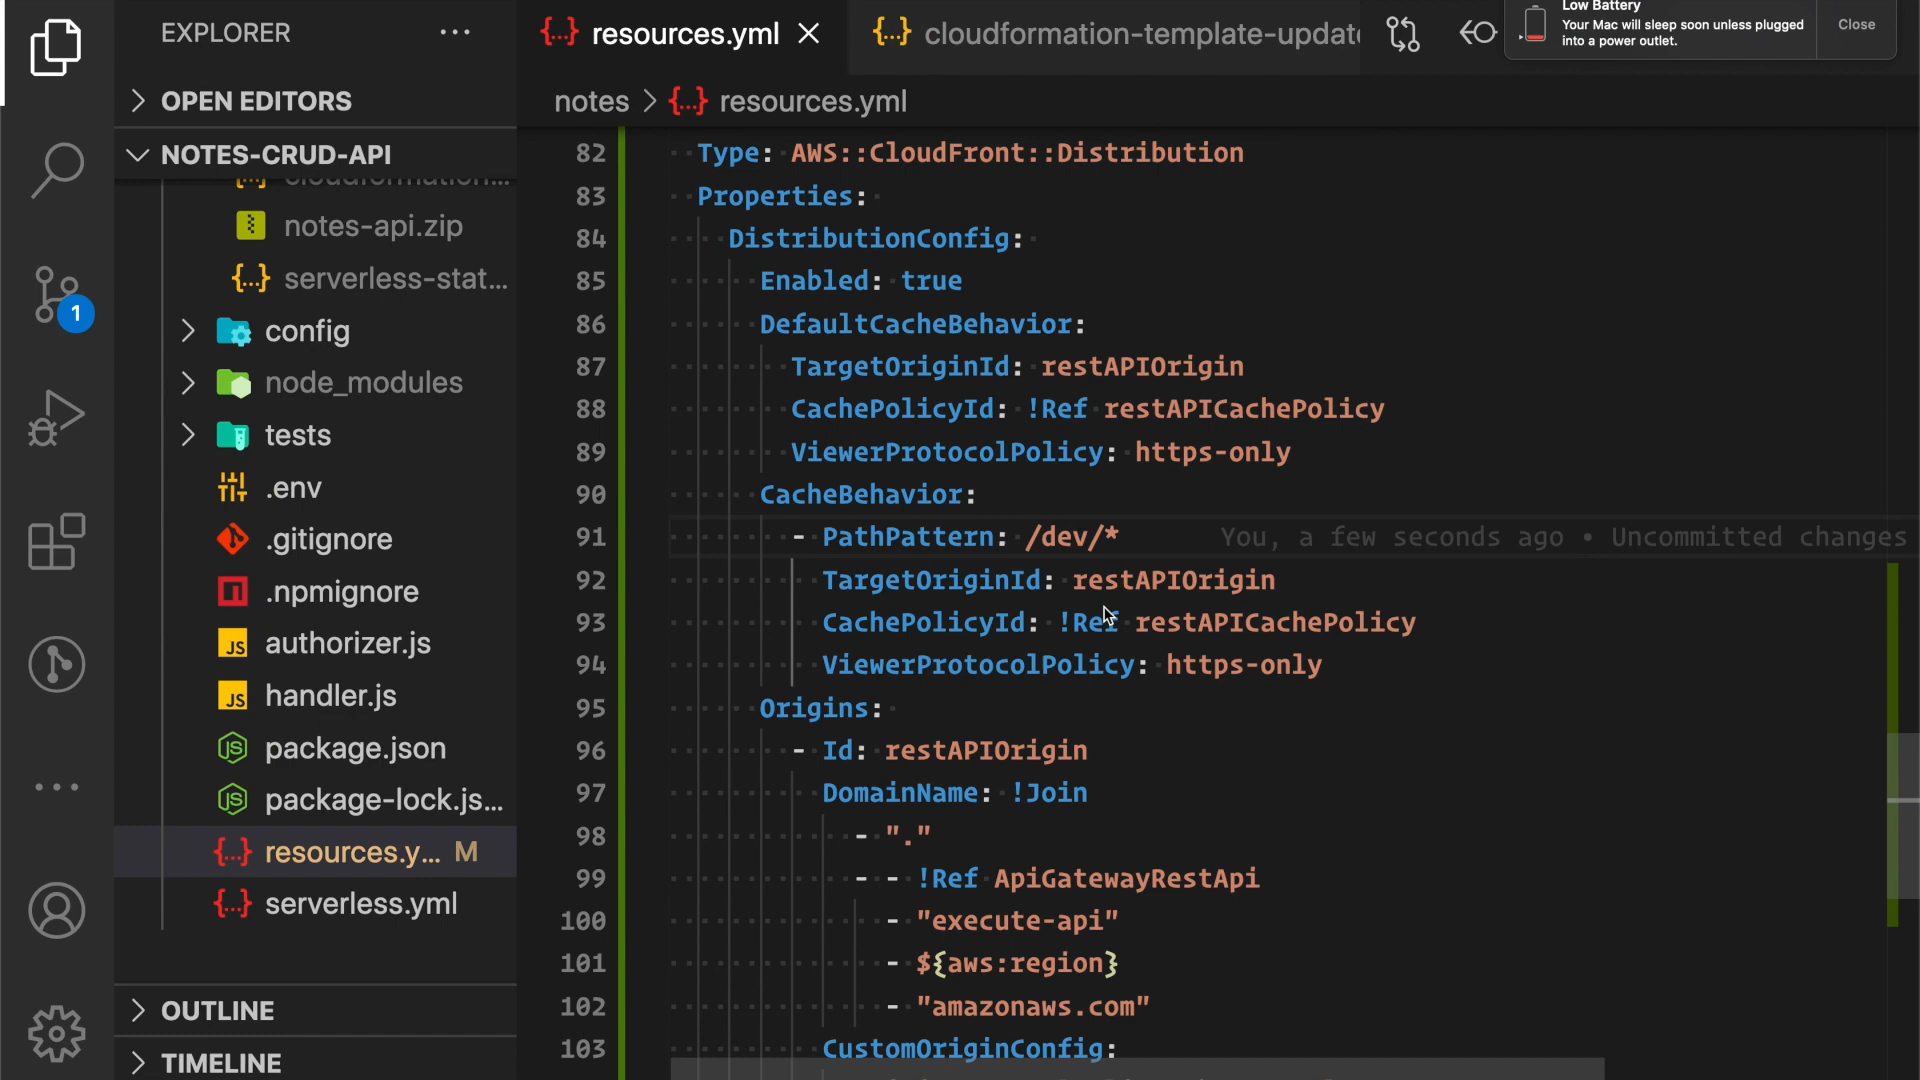 EXPLORER
OPEN EDITORS
NOTES-CRUD-API
notes-api.zip
serverless-stat...
config
node_modules
tests
.env
.gitignore
.npmignore
authorizer.js
handler.js
package.json
package-lock.js...
resources.y... M
serverless.yml
OUTLINE
TIMELINE
1
JS
JS
resources.yml
cloudformation-template-updat
Low Battery
Your Mac will sleep soon unless plugged
into a power outlet.
Close
notes > {...} resources.yml
82 Type: AWS::CloudFront::Distribution
83 Properties:
84 DistributionConfig:
85 Enabled: true
86 DefaultCacheBehavior:
87 TargetOriginId: restAPIOrigin
88 CachePolicyId: !Ref restAPICachePolicy
89 ViewerProtocolPolicy: https-only
90 CacheBehavior:
91 - PathPattern: /dev/* You, a few seconds ago • Uncommitted changes
92 TargetOriginId: restAPIOrigin
93 CachePolicyId: !Ref restAPICachePolicy
94 ViewerProtocolPolicy: https-only
95 Origins:
96 - Id: restAPIOrigin
97 DomainName: !Join
98 - "."
99 - - !Ref ApiGatewayRestApi
100 - "execute-api"
101 - ${aws:region}
102 - "amazonaws.com"
103 CustomOriginConfig: